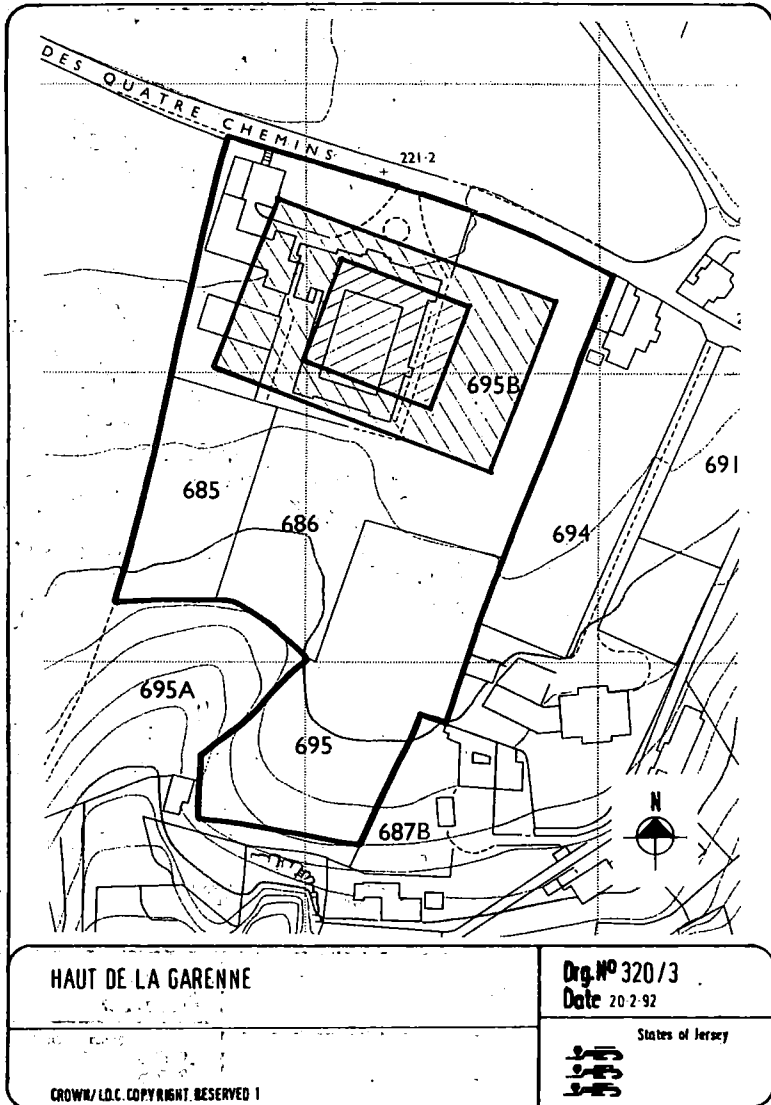 DES QUATRE CHEMINS
221·2
695B
685
686
694
691
695A
695
687B
N
HAUT DE LA GARENNE
Drg.Nº 320/3
Date 20·2·92
States of Jersey
CROWN/I.D.C. COPYRIGHT RESERVED 1